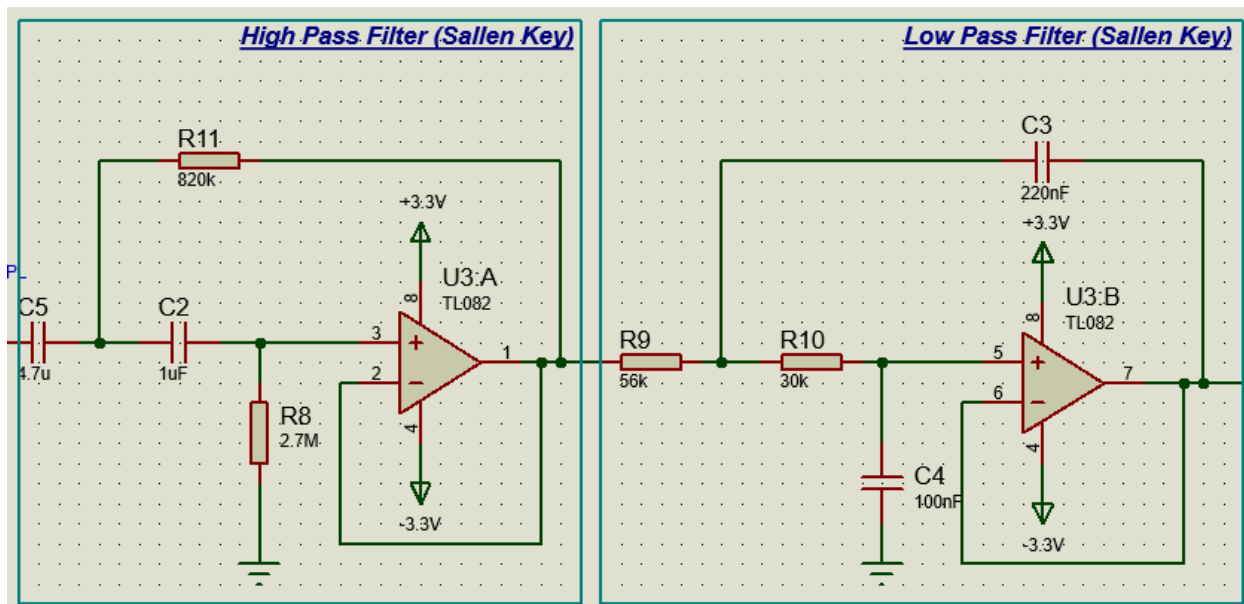 High Pass Filter (Sallen Key)
R11
820k
+3.3V
C5
4.7u
C2
1uF
U3:A
TL082
8
3
2
1
4
R8
2.7M
-3.3V
Low Pass Filter (Sallen Key)
C3
220nF
+3.3V
R9
56k
R10
30k
U3:B
TL082
8
5
6
7
4
C4
100nF
-3.3V